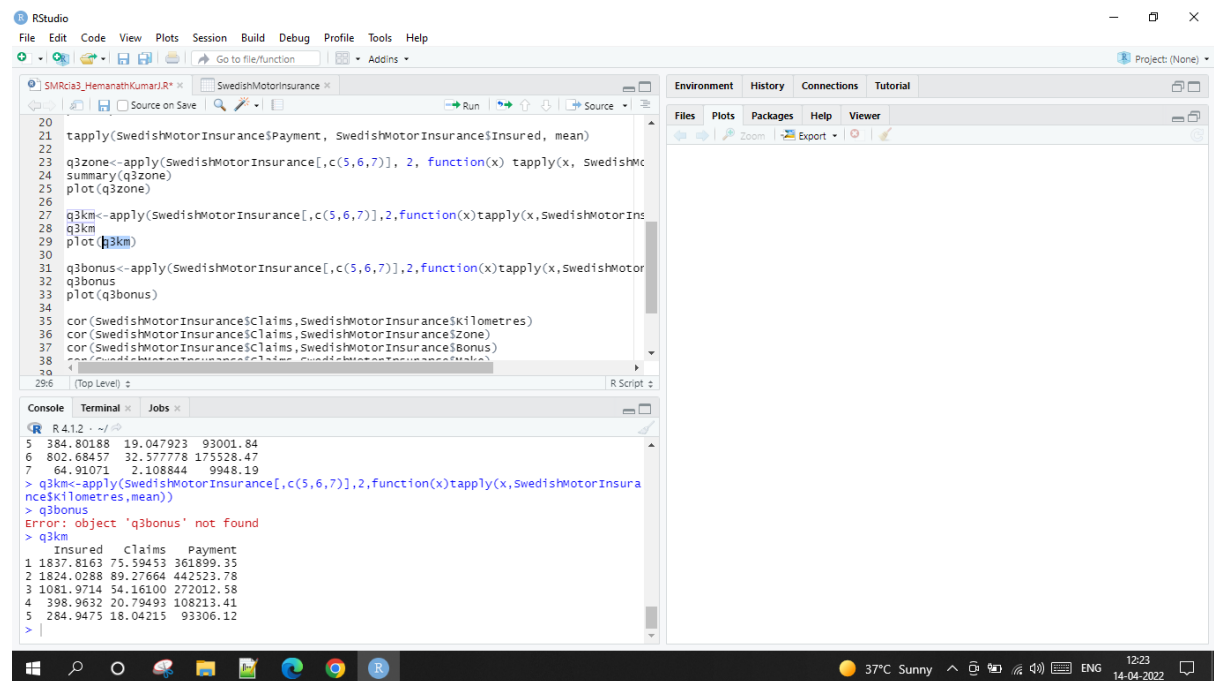 RStudio
File Edit Code View Plots Session Build Debug Profile Tools Help
Go to file/function Addins Project: (None)
SMRcia3_HemanathKumarJ.R* SwedishMotorInsurance
Source on Save Run Source
20
21 tapply(SwedishMotorInsurance$Payment, SwedishMotorInsurance$Insured, mean)
22
23 q3zone<-apply(SwedishMotorInsurance[,c(5,6,7)], 2, function(x) tapply(x, SwedishMo
24 summary(q3zone)
25 plot(q3zone)
26
27 q3km<-apply(SwedishMotorInsurance[,c(5,6,7)],2,function(x)tapply(x,SwedishMotorIns
28 q3km
29 plot(q3km)
30
31 q3bonus<-apply(SwedishMotorInsurance[,c(5,6,7)],2,function(x)tapply(x,SwedishMotor
32 q3bonus
33 plot(q3bonus)
34
35 cor(SwedishMotorInsurance$Claims,SwedishMotorInsurance$Kilometres)
36 cor(SwedishMotorInsurance$Claims,SwedishMotorInsurance$Zone)
37 cor(SwedishMotorInsurance$Claims,SwedishMotorInsurance$Bonus)
38 cor(SwedishMotorInsurance$Claims,SwedishMotorInsurance$Make)
39
29:6 (Top Level) R Script
Console Terminal Jobs
R 4.1.2 · ~/
5 384.80188 19.047923 93001.84
6 802.68457 32.577778 175528.47
7 64.91071 2.108844 9948.19
> q3km<-apply(SwedishMotorInsurance[,c(5,6,7)],2,function(x)tapply(x,SwedishMotorInsura
nce$Kilometres,mean))
> q3bonus
Error: object 'q3bonus' not found
> q3km
Insured Claims Payment
1 1837.8163 75.59453 361899.35
2 1824.0288 89.27664 442523.78
3 1081.9714 54.16100 272012.58
4 398.9632 20.79493 108213.41
5 284.9475 18.04215 93306.12
>
Environment History Connections Tutorial
Files Plots Packages Help Viewer
Zoom Export
37°C Sunny ENG 12:23
14-04-2022